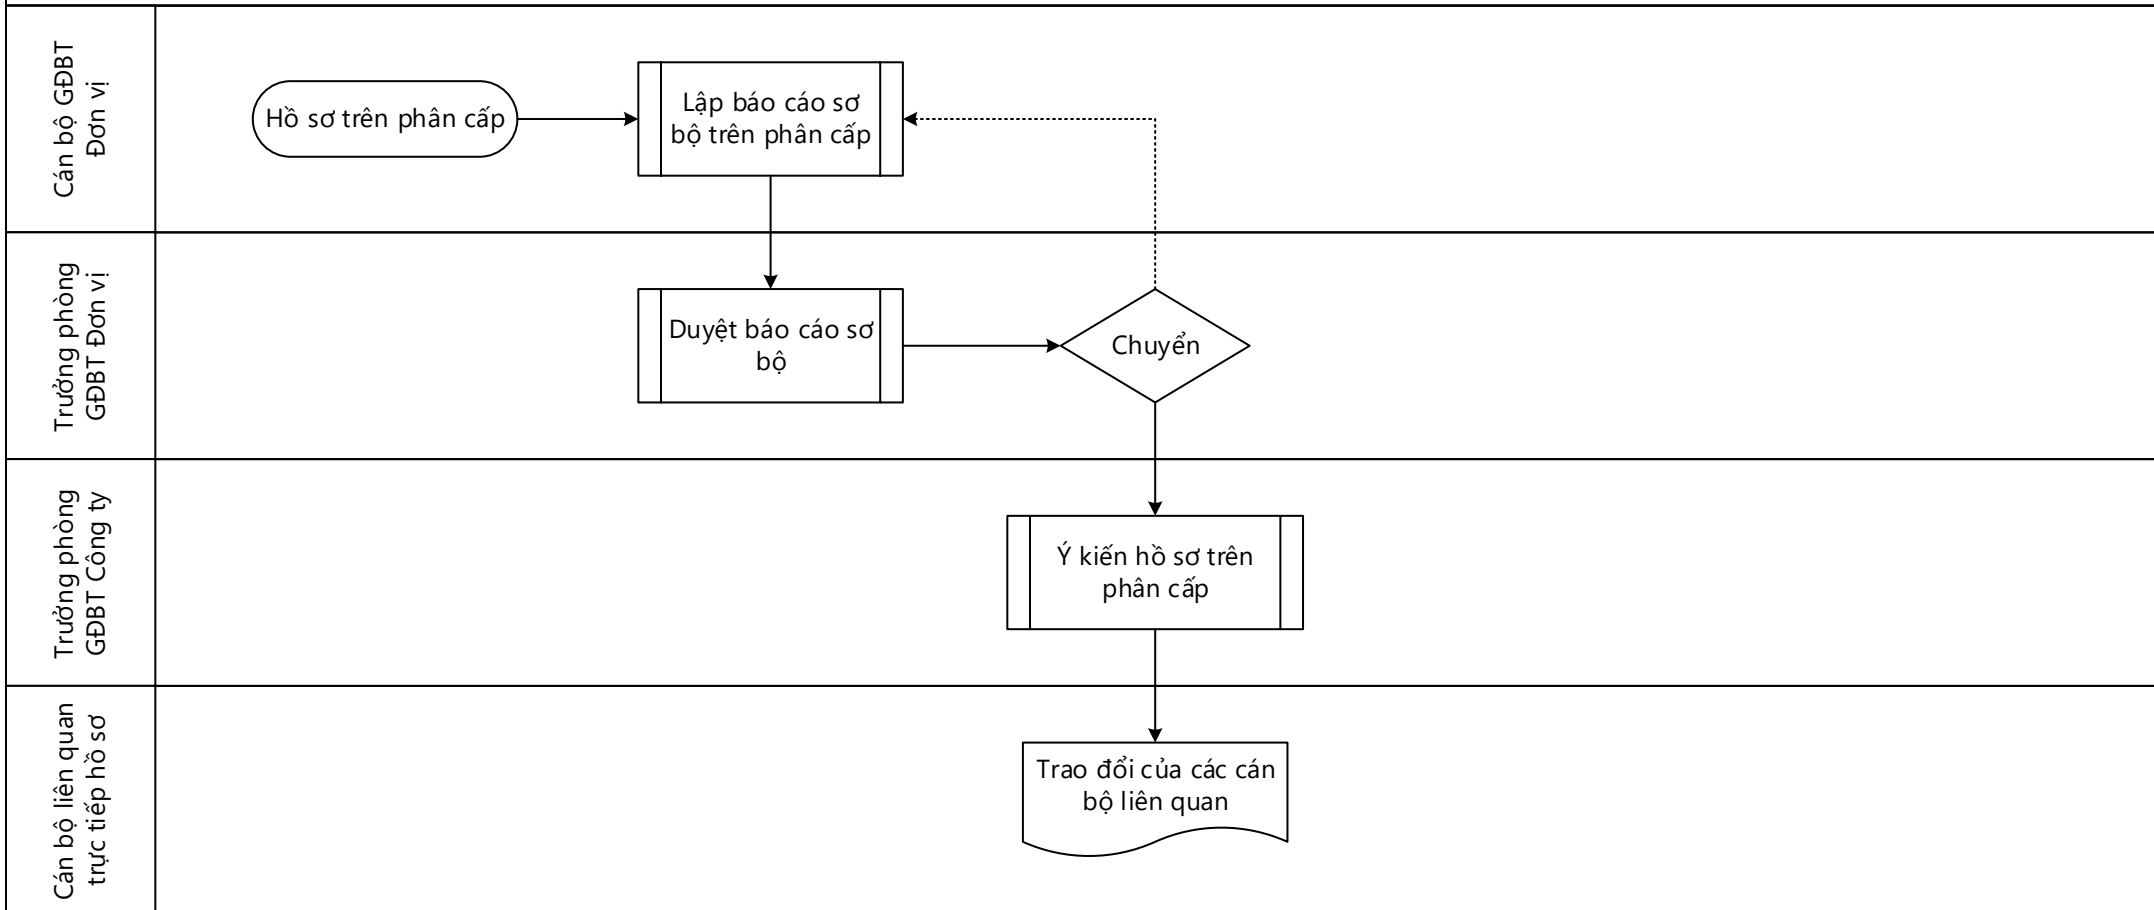 Cán bộ GĐBT
Đơn vị
Hồ sơ trên phân cấp
Lập báo cáo sơ
bộ trên phân cấp
Trưởng phòng
GĐBT Đơn vị
Duyệt báo cáo sơ
bộ
Chuyển
Trưởng phòng
GĐBT Công ty
Ý kiến hồ sơ trên
phân cấp
Cán bộ liên quan
trực tiếp hồ sơ
Trao đổi của các cán
bộ liên quan